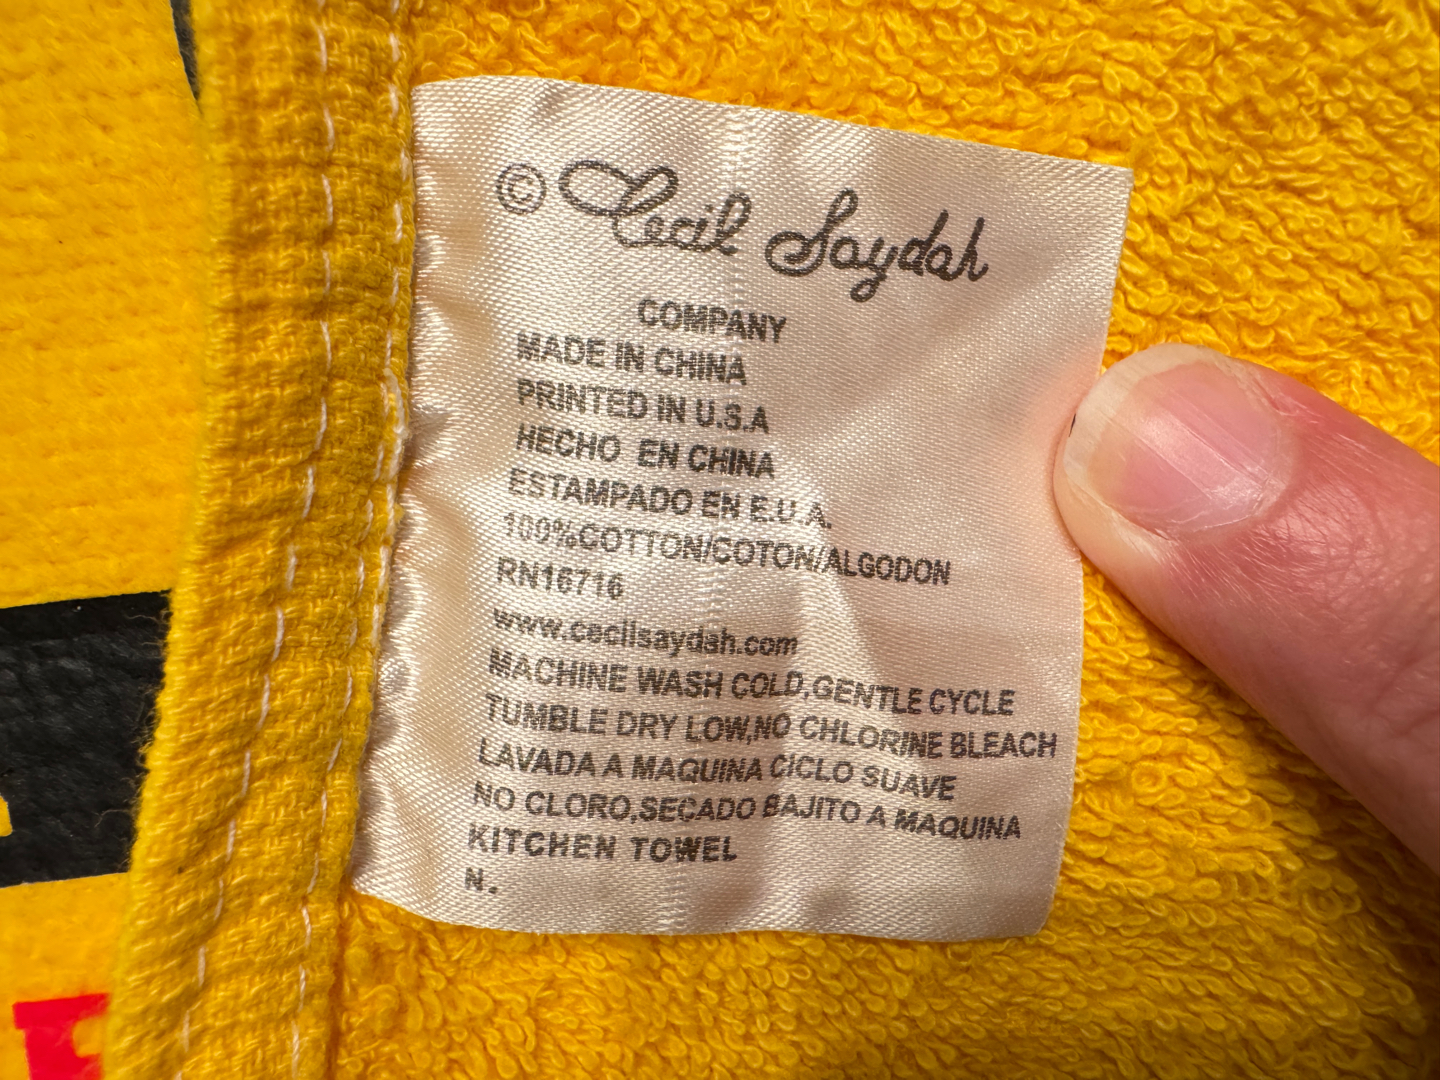 © Cecil Saydah
COMPANY
MADE IN CHINA
PRINTED IN U.S.A
HECHO EN CHINA
ESTAMPADO EN E.U.A.
100%COTTON/COTON/ALGODON
RN16716
www.cecilsaydah.com
MACHINE WASH COLD,GENTLE CYCLE
TUMBLE DRY LOW,NO CHLORINE BLEACH
LAVADA A MAQUINA CICLO SUAVE
NO CLORO,SECADO BAJITO A MAQUINA
KITCHEN TOWEL
N.